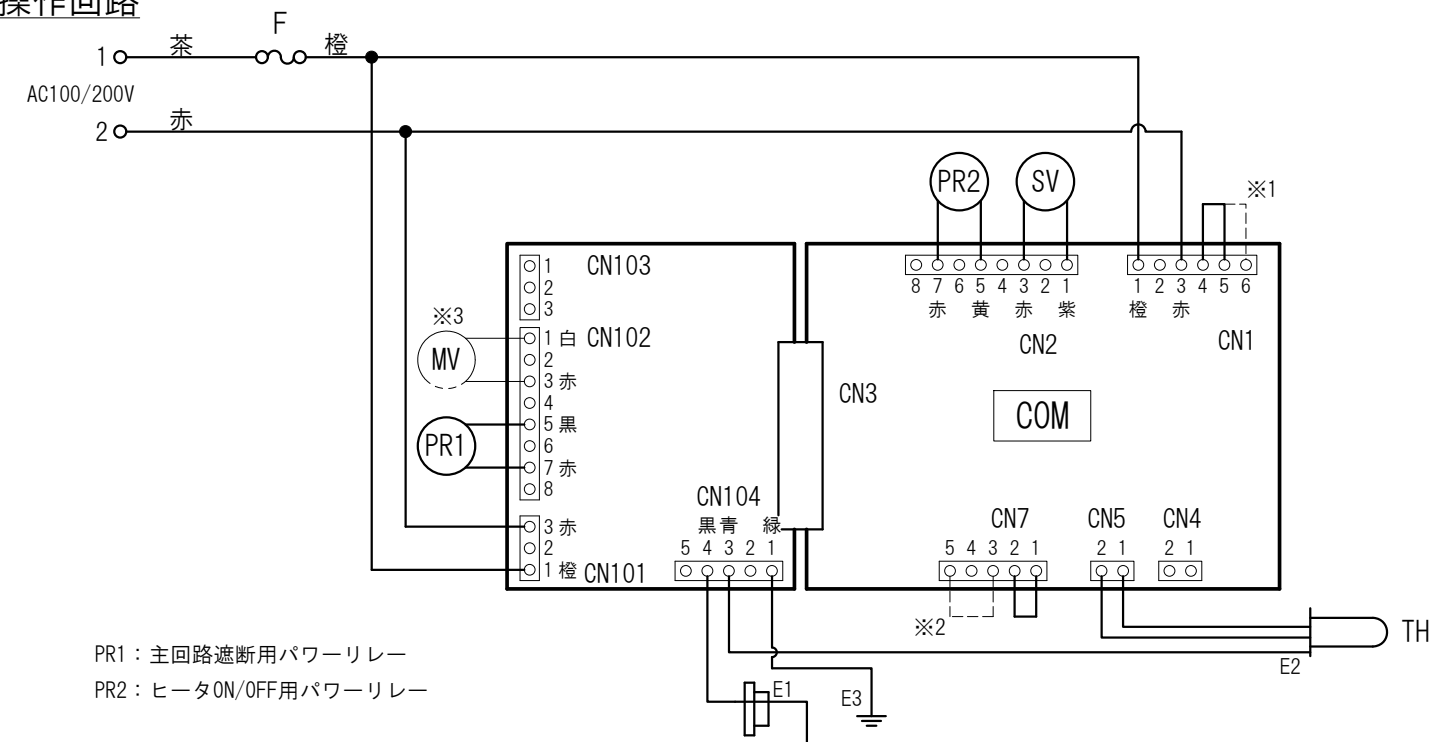 操作回路
F
1
茶
橙
AC100/200V
2
赤
PR2
SV
※1
8 7 6 5 4 3 2 1
赤 黄 赤 紫
1 2 3 4 5 6
橙 赤
CN2
CN1
1
CN103
2
3
※3
MV
1 白 CN102
2
3 赤
4
5 黒
PR1
6
7 赤
8
CN3
COM
CN104
黒 青 緑
5 4 3 2 1
3 赤
2
1 橙 CN101
CN7
CN5
CN4
5 4 3 2 1
2 1
2 1
※2
TH
E2
PR1：主回路遮断用パワーリレー
PR2：ヒータON/OFF用パワーリレー
E1
E3